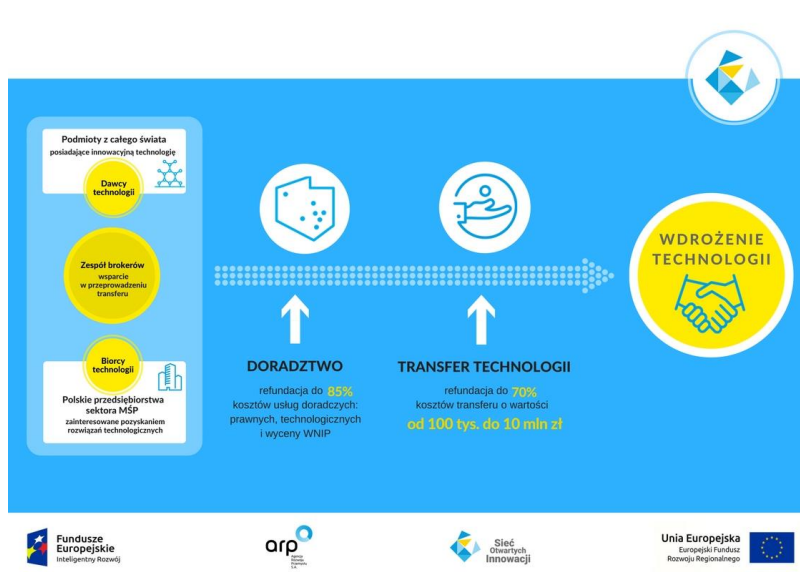 Podmioty z całego świata
posiadające innowacyjną technologię
Dawcy
technologii
Zespół brokerów
wsparcie
w przeprowadzeniu
transferu
Biorcy
technologii
Polskie przedsiębiorstwa
sektora MŚP
zainteresowane pozyskaniem
rozwiązań technologicznych
DORADZTWO
refundacja do 85%
kosztów usług doradczych:
prawnych, technologicznych
i wyceny WNIP
TRANSFER TECHNOLOGII
refundacja do 70%
kosztów transferu o wartości
od 100 tys. do 10 mln zł
WDROŻENIE
TECHNOLOGII
Fundusze
Europejskie
Inteligentny Rozwój
arp
Agencja
Rozwoju
Przemysłu
S.A.
Sieć
Otwartych
Innowacji
Unia Europejska
Europejski Fundusz
Rozwoju Regionalnego